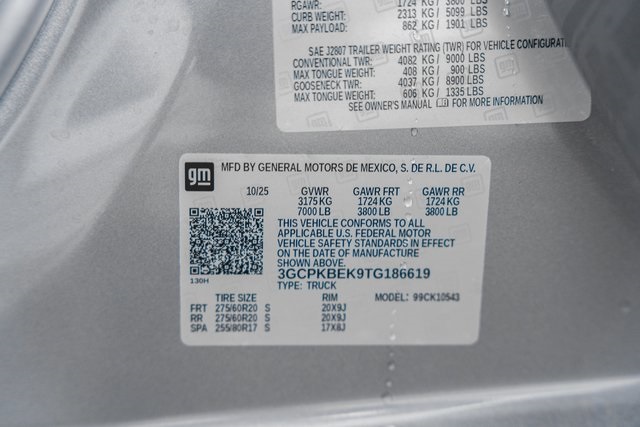 RGAWR: 1724 KG / 3800 LBS
CURB WEIGHT: 2313 KG / 5099 LBS
MAX PAYLOAD: 862 KG / 1901 LBS
SAE J2807 TRAILER WEIGHT RATING (TWR) FOR VEHICLE CONFIGURATI
CONVENTIONAL TWR: 4082 KG / 9000 LBS
MAX TONGUE WEIGHT: 408 KG / 900 LBS
GOOSENECK TWR: 4037 KG / 8900 LBS
MAX TONGUE WEIGHT: 606 KG / 1335 LBS
SEE OWNER'S MANUAL gm FOR MORE INFORMATION
gm MFD BY GENERAL MOTORS DE MEXICO, S. DE R.L. DE C.V.
10/25 GVWR GAWR FRT GAWR RR
3175 KG 1724 KG 1724 KG
7000 LB 3800 LB 3800 LB
THIS VEHICLE CONFORMS TO ALL
APPLICABLE U.S. FEDERAL MOTOR
VEHICLE SAFETY STANDARDS IN EFFECT
ON THE DATE OF MANUFACTURE
SHOWN ABOVE.
3GCPKBEK9TG186619
130H TYPE: TRUCK
TIRE SIZE RIM MODEL: 99CK10543
FRT 275/60R20 S 20X9J
RR 275/60R20 S 20X9J
SPA 255/80R17 S 17X8J